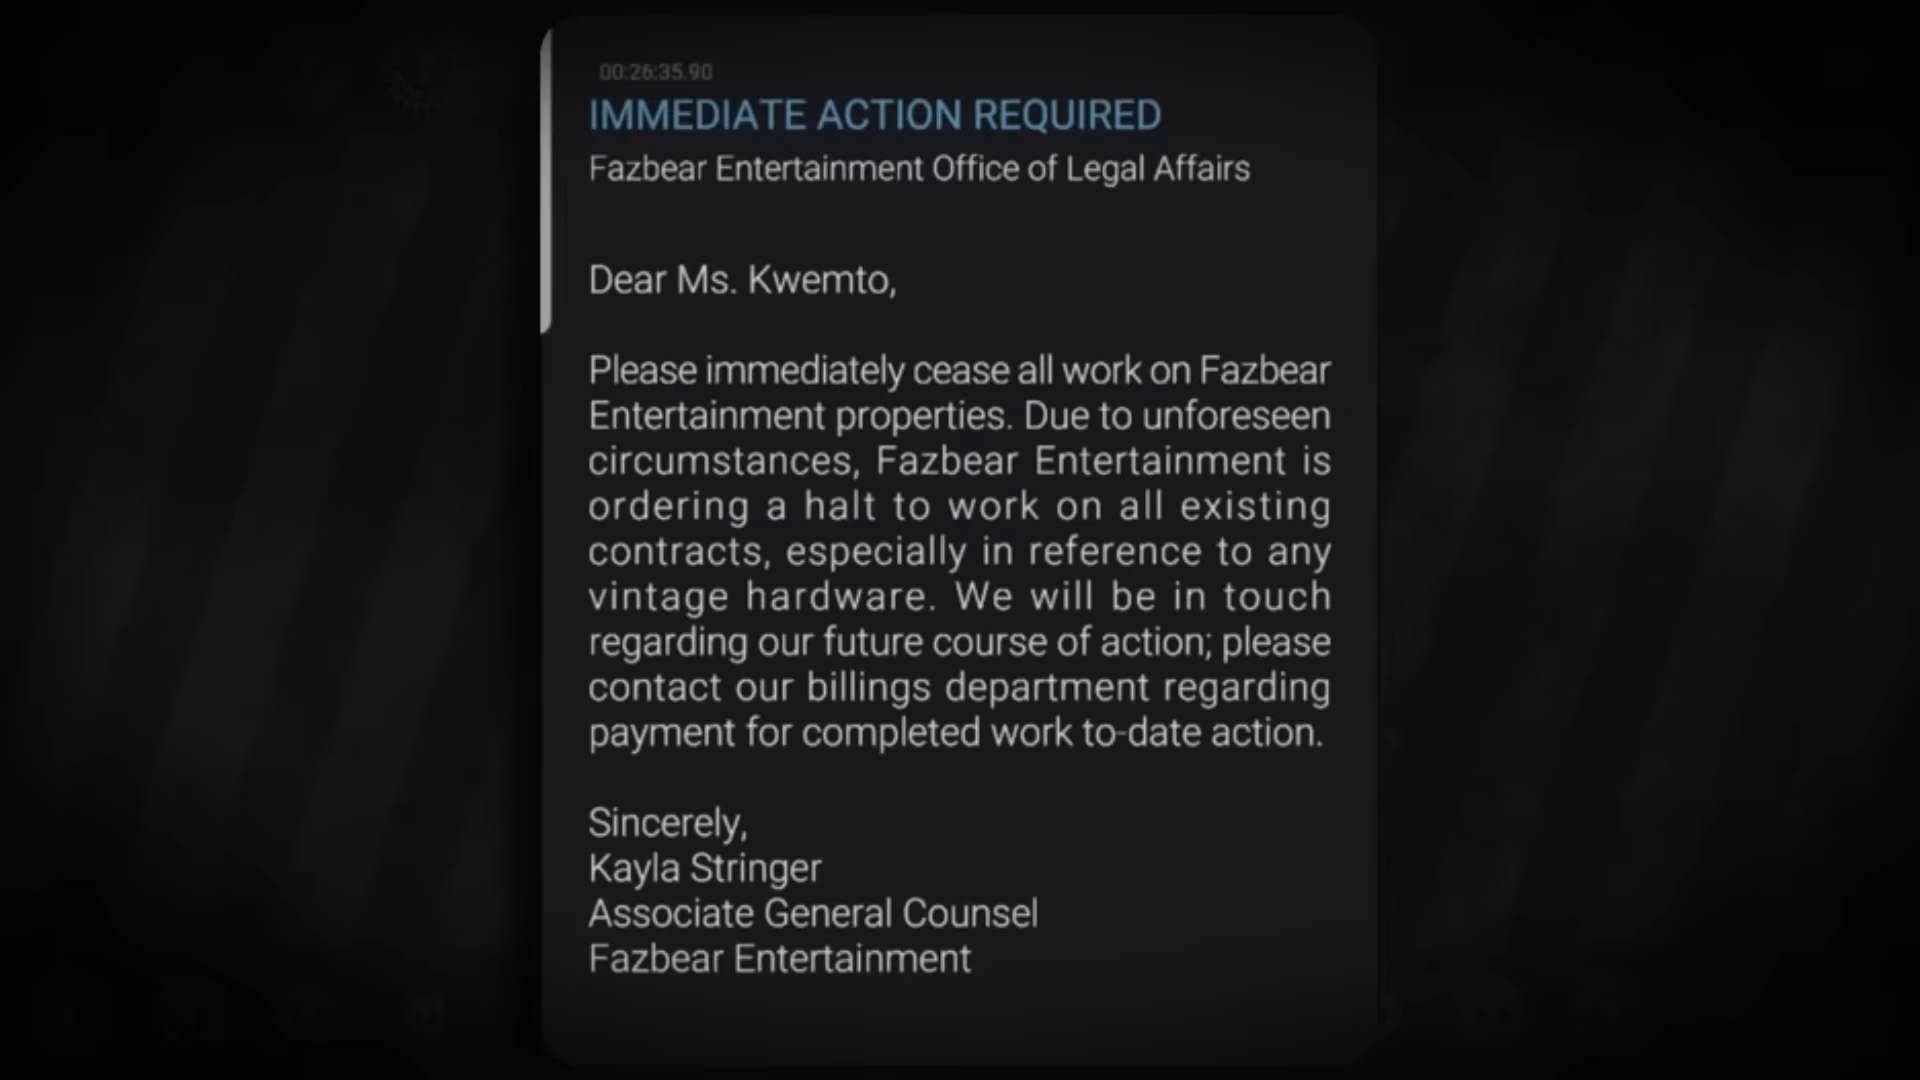 00:26:35.90
IMMEDIATE ACTION REQUIRED
Fazbear Entertainment Office of Legal Affairs
Dear Ms. Kwemto,
Please immediately cease all work on Fazbear
Entertainment properties. Due to unforeseen
circumstances, Fazbear Entertainment is
ordering a halt to work on all existing
contracts, especially in reference to any
vintage hardware. We will be in touch
regarding our future course of action; please
contact our billings department regarding
payment for completed work to-date action.
Sincerely,
Kayla Stringer
Associate General Counsel
Fazbear Entertainment